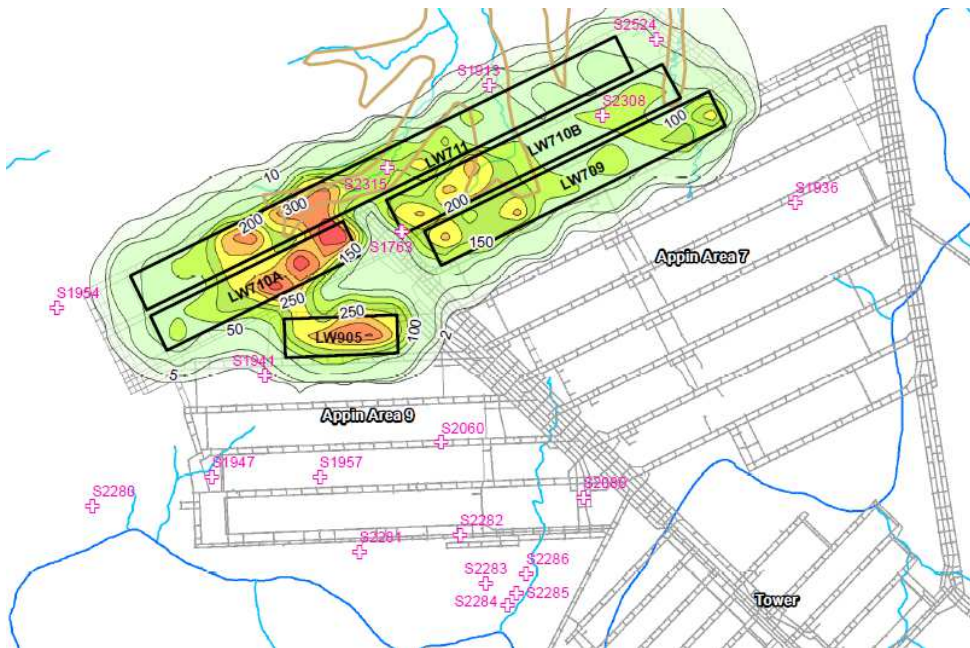 S2524
S1913
S2308
100
LW710B
LW711
10
S2315
LW709
S1936
300
200
200
S1763
150
150
Appin Area 7
LW710A
250
S1954
250
50
LW905
100
2
5
S1941
Appin Area 9
S2060
S1947
S1957
S2280
S2282
S2281
S2286
S2283
S2285
S2284
Tower